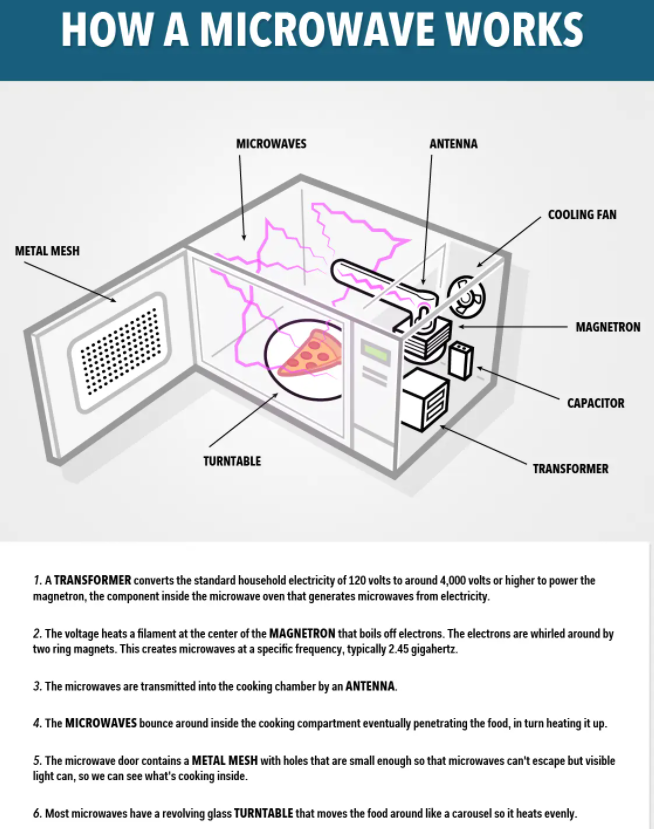 HOW A MICROWAVE WORKS
MICROWAVES
ANTENNA
COOLING FAN
METAL MESH
MAGNETRON
CAPACITOR
TURNTABLE
TRANSFORMER
1. A TRANSFORMER converts the standard household electricity of 120 volts to around 4,000 volts or higher to power the
magnetron, the component inside the microwave oven that generates microwaves from electricity.
2. The voltage heats a filament at the center of the MAGNETRON that boils off electrons. The electrons are whirled around by
two ring magnets. This creates microwaves at a specific frequency, typically 2.45 gigahertz.
3. The microwaves are transmitted into the cooking chamber by an ANTENNA.
4. The MICROWAVES bounce around inside the cooking compartment eventually penetrating the food, in turn heating it up.
5. The microwave door contains a METAL MESH with holes that are small enough so that microwaves can't escape but visible
light can, so we can see what's cooking inside.
6. Most microwaves have a revolving glass TURNTABLE that moves the food around like a carousel so it heats evenly.